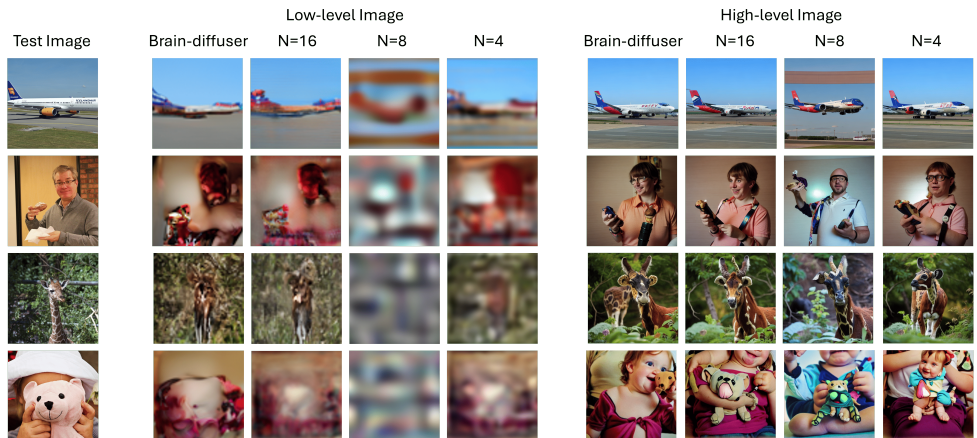 Low-level Image
High-level Image
Test Image
Brain-diffuser
N=16
N=8
N=4
Brain-diffuser
N=16
N=8
N=4